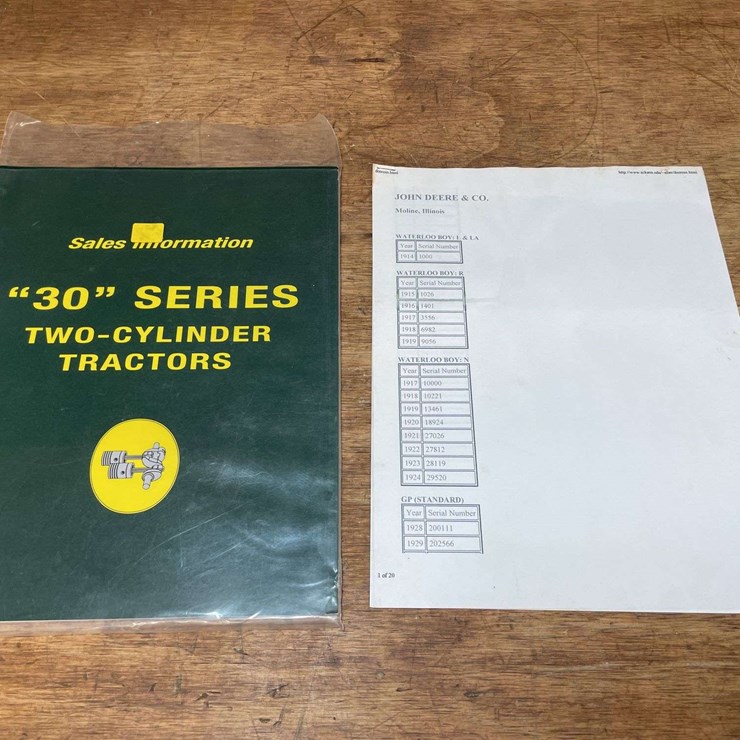 Sales Information
"30" SERIES
TWO-CYLINDER
TRACTORS
JOHN DEERE & CO.
Moline, Illinois
WATERLOO BOY: L & LA
Year Serial Number
1914 1000
WATERLOO BOY: R
Year Serial Number
1915 1026
1916 1401
1917 3556
1918 6982
1919 9056
WATERLOO BOY: N
Year Serial Number
1917 10000
1918 10221
1919 13461
1920 18924
1921 27026
1922 27812
1923 28119
1924 29520
GP (STANDARD)
Year Serial Number
1928 200111
1929 202566
1 of 20